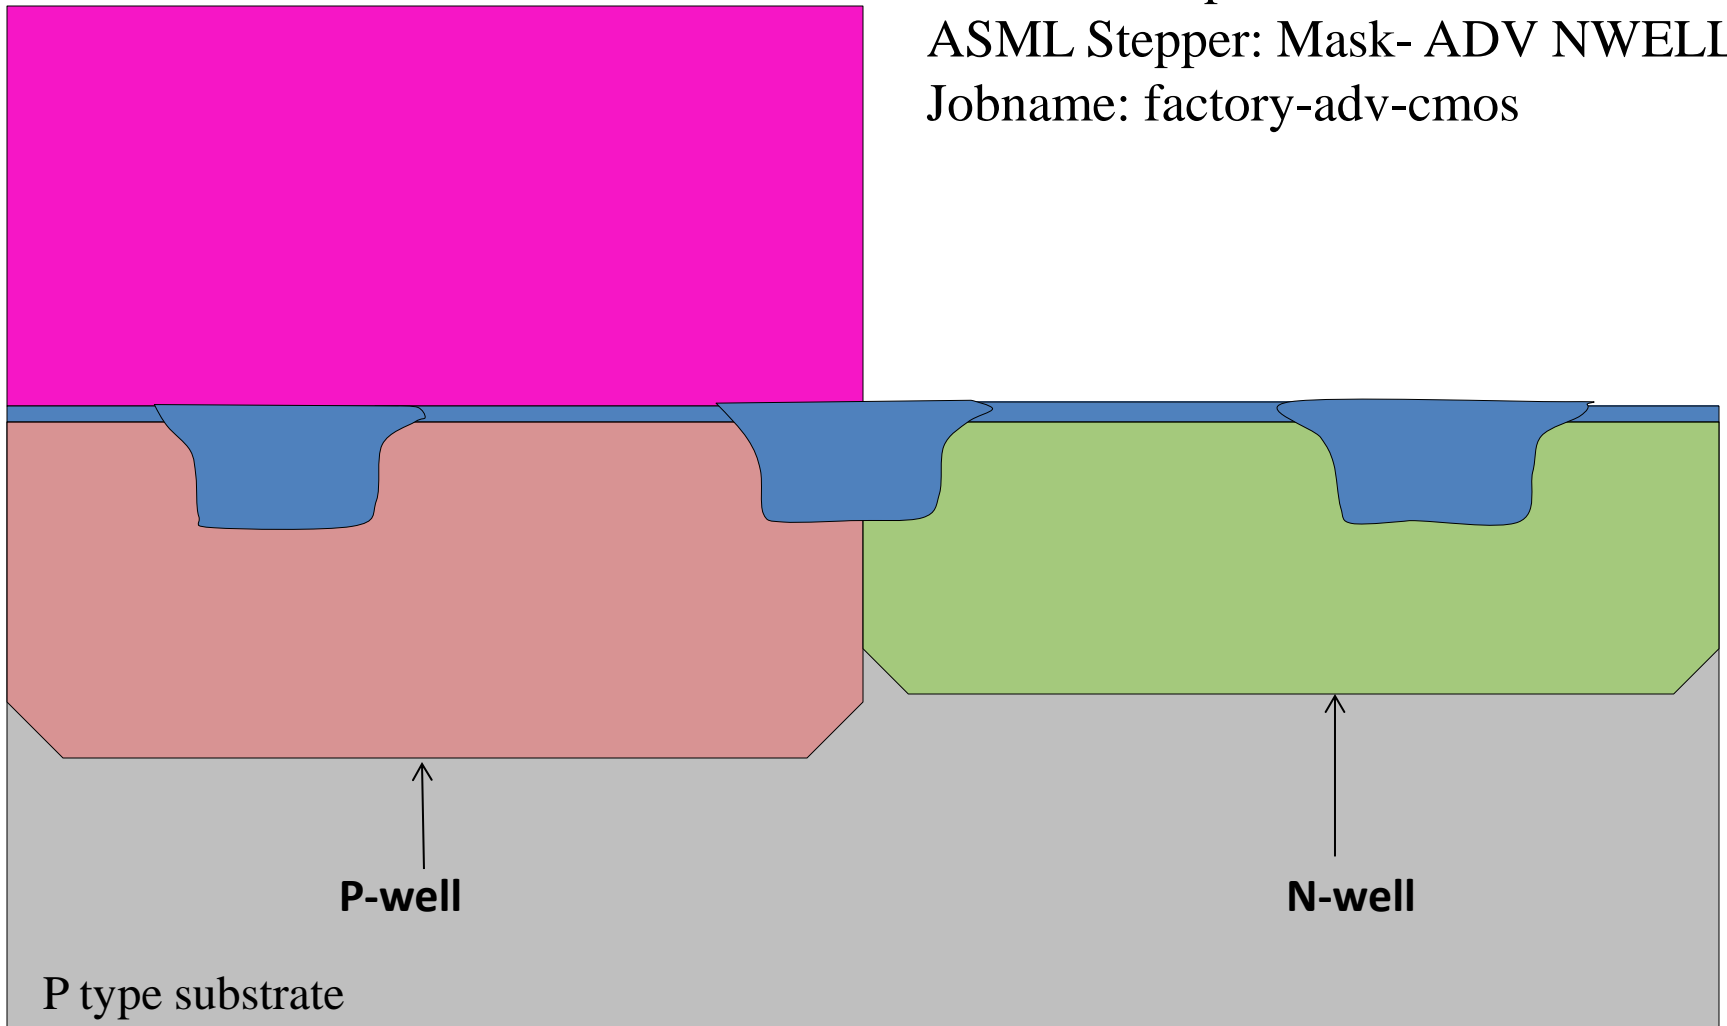 ASML Stepper: Mask- ADV NWELL
Jobname: factory-adv-cmos
P-well
N-well
P type substrate